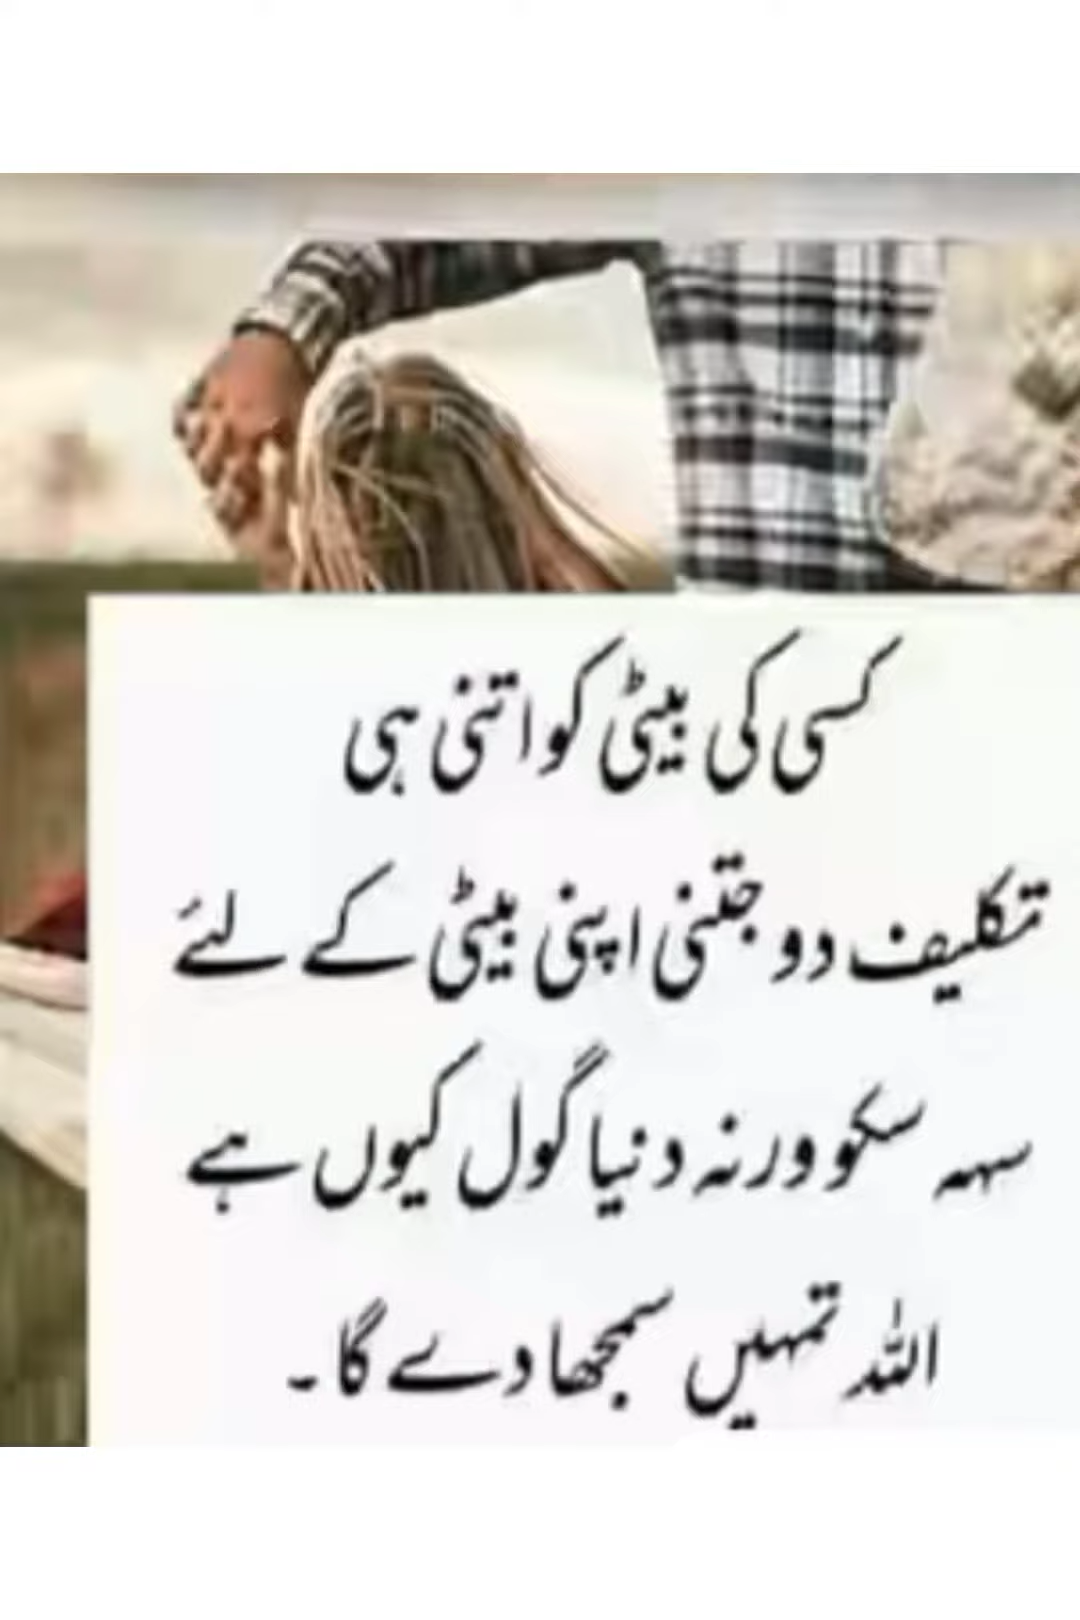 کسی کی بیٹی کو اتنی ہی
تکلیف دو جتنی اپنی بیٹی کے لئے
سہہ سکو ورنہ دنیا گول کیوں ہے
اللہ تمہیں سمجھا دے گا۔